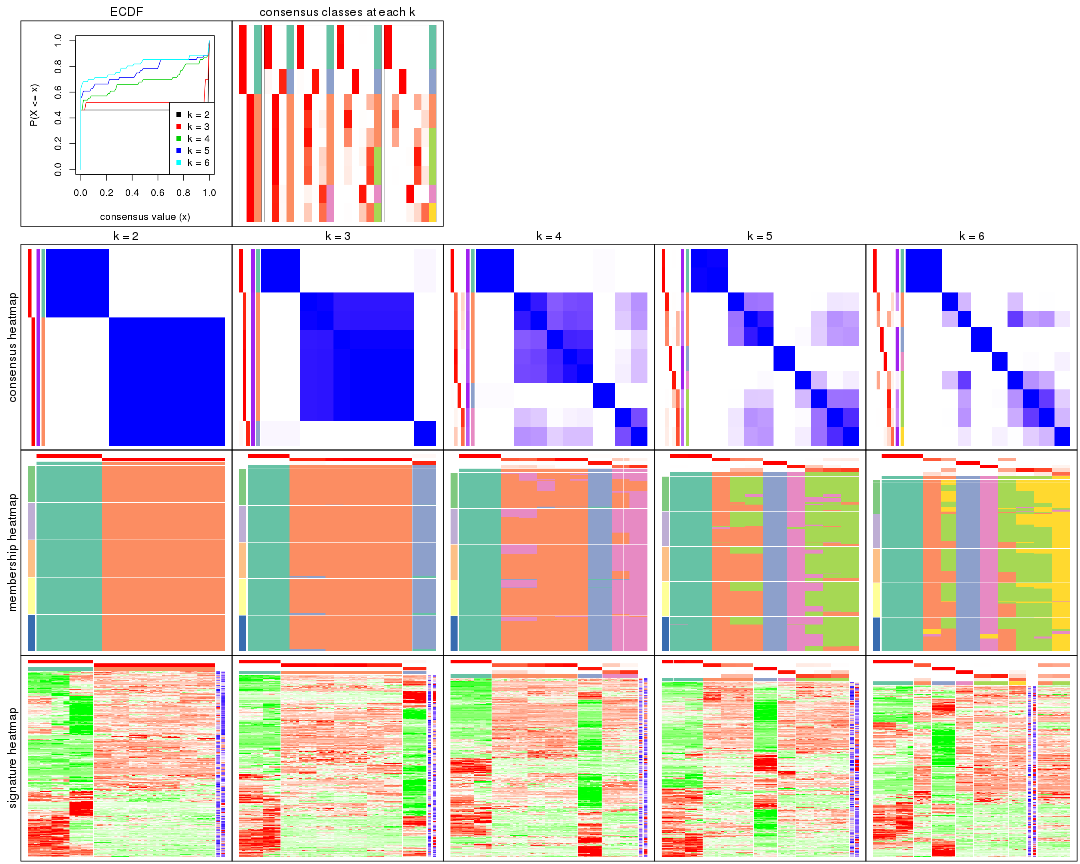 ECDF
consensus classes at each k
P(X <= x)
0.0 0.2 0.4 0.6 0.8 1.0
k = 2
k = 3
k = 4
k = 5
k = 6
0.0 0.2 0.4 0.6 0.8 1.0
consensus value (x)
k = 2
k = 3
k = 4
k = 5
k = 6
consensus heatmap
membership heatmap
signature heatmap